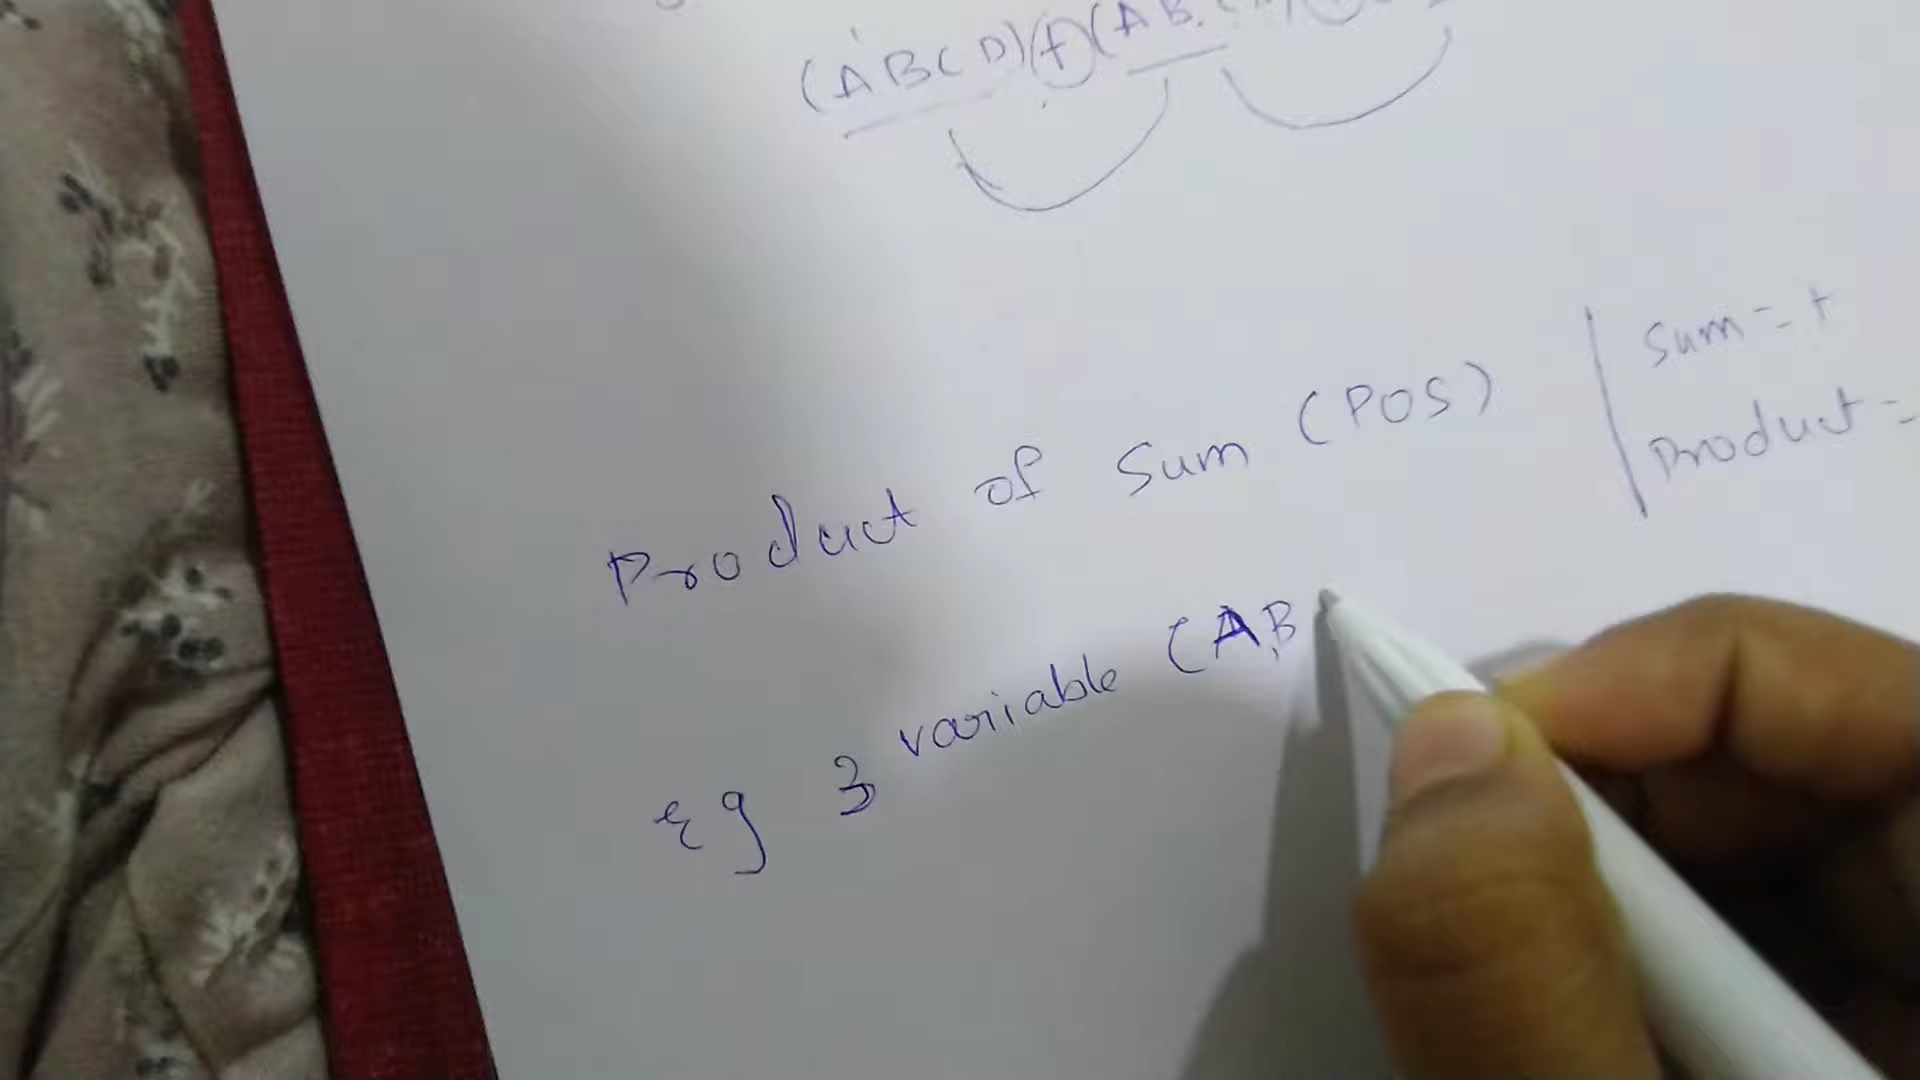 (ABCD)+(AB
Sum = +
Product =
Product of Sum (POS)
Eg 3 variable (A,B